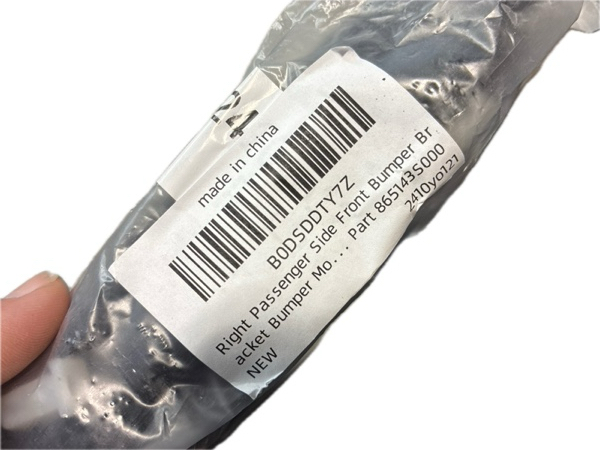 24
made in china
B0DSDDTY7Z
Right Passenger Side Front Bumper Br
acket Bumper Mo... Part 865143S000
NEW
2410yo121